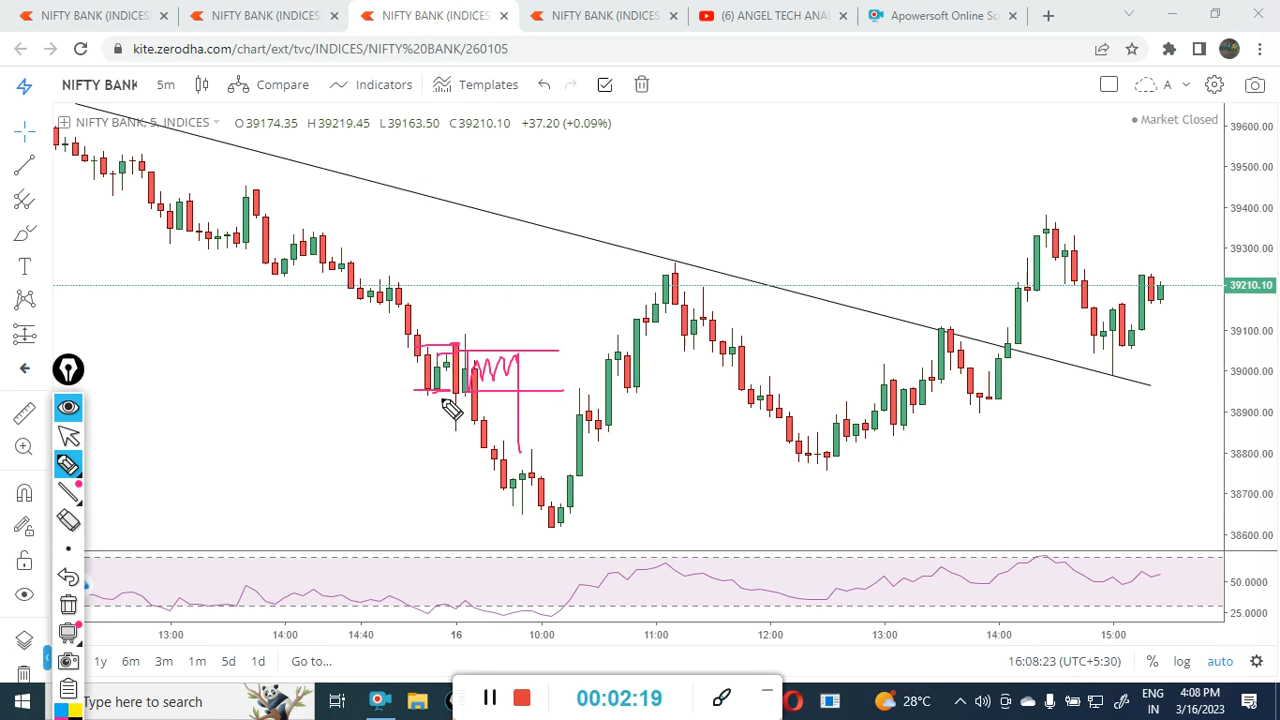 NIFTY BANK (INDICES, NIFTY BANK (INDICES, NIFTY BANK (INDICES, NIFTY BANK (INDICES, (6) ANGEL TECH ANAL Apowersoft Online Scr
kite.zerodha.com/chart/ext/tvc/INDICES/NIFTY%20BANK/260105
NIFTY BANK 5m Compare Indicators Templates A
NIFTY BANK, 5, INDICES O39174.35 H39219.45 L39163.50 C39210.10 +37.20 (+0.09%) Market Closed
39600.00
39500.00
39400.00
39300.00
39210.10
39100.00
39000.00
38900.00
38800.00
38700.00
38600.00
50.0000
25.0000
13:00 14:00 14:40 16 10:00 11:00 12:00 13:00 14:00 15:00
1y 6m 3m 1m 5d 1d Go to... 16:08:23 (UTC+5:30) % log auto
Type here to search 00:02:19 28°C ENG 4:08 PM
IN 3/16/2023